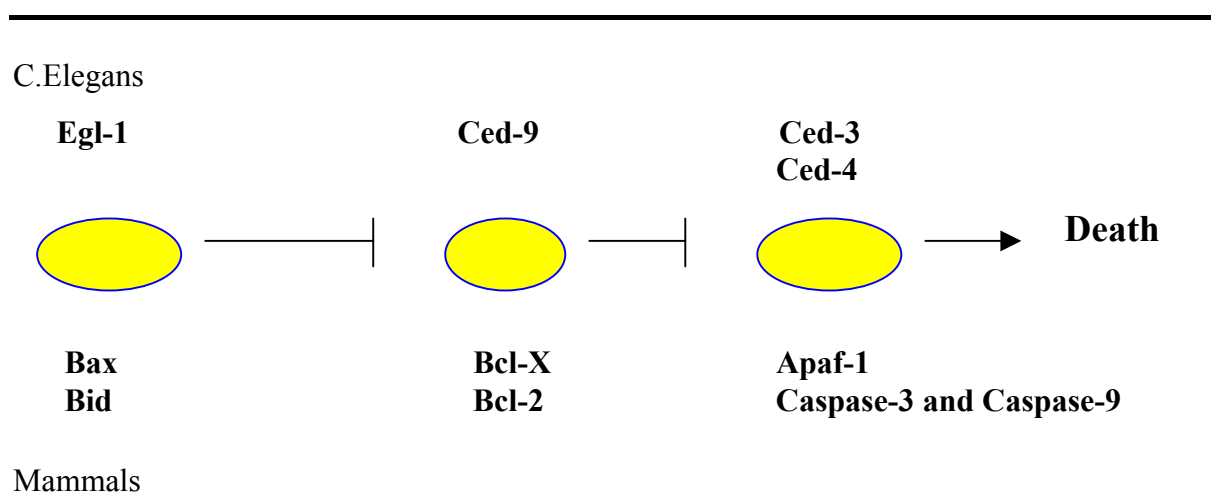 C.Elegans
Egl-1 Ced-9 Ced-3
Ced-4
Death
Bax Bcl-X Apaf-1
Bid Bcl-2 Caspase-3 and Caspase-9
Mammals